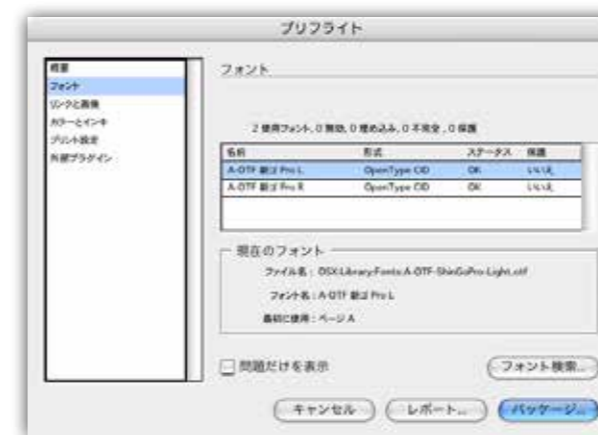 プリフライト
概要
フォント
リンクと画像
カラーとインキ
プリント設定
外部プラグイン
フォント
2 使用フォント, 0 無効, 0 埋め込み, 0 不完全, 0 保護
名前 形式 ステータス 保護
A-OTF 新ゴ Pro L OpenType CID OK いいえ
A-OTF 新ゴ Pro R OpenType CID OK いいえ
現在のフォント
ファイル名 : OSX:Library:Fonts:A-OTF-ShinGoPro-Light.otf
フォント名 : A-OTF 新ゴ Pro L
最初に使用 : ページ A
問題だけを表示
フォント検索...
キャンセル レポート... パッケージ...